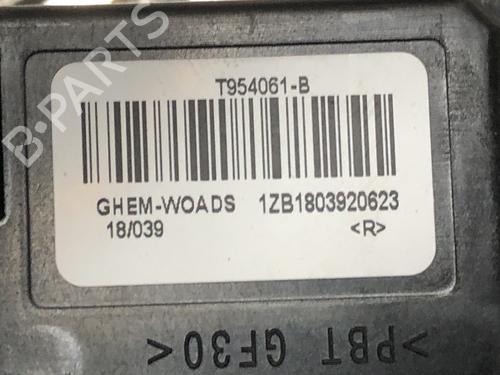 T954061-B
GHEM-WOADS 1ZB1803920623
18/039 <R>
>PBT GF30<
B-PARTS